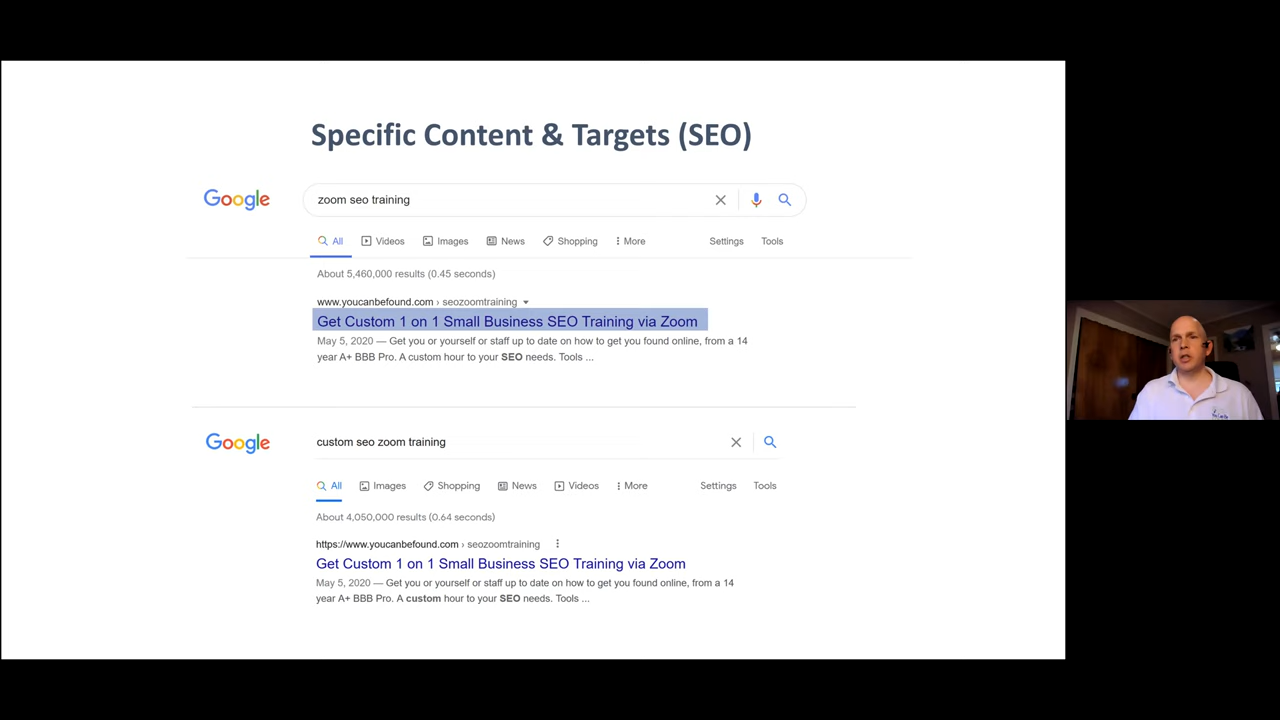 Specific Content & Targets (SEO)
Google
zoom seo training
All Videos Images News Shopping More Settings Tools
About 5,460,000 results (0.45 seconds)
www.youcanbefound.com › seozoomtraining
Get Custom 1 on 1 Small Business SEO Training via Zoom
May 5, 2020 — Get you or yourself or staff up to date on how to get you found online, from a 14
year A+ BBB Pro. A custom hour to your SEO needs. Tools ...
Google
custom seo zoom training
All Images Shopping News Videos More Settings Tools
About 4,050,000 results (0.64 seconds)
https://www.youcanbefound.com › seozoomtraining
Get Custom 1 on 1 Small Business SEO Training via Zoom
May 5, 2020 — Get you or yourself or staff up to date on how to get you found online, from a 14
year A+ BBB Pro. A custom hour to your SEO needs. Tools ...